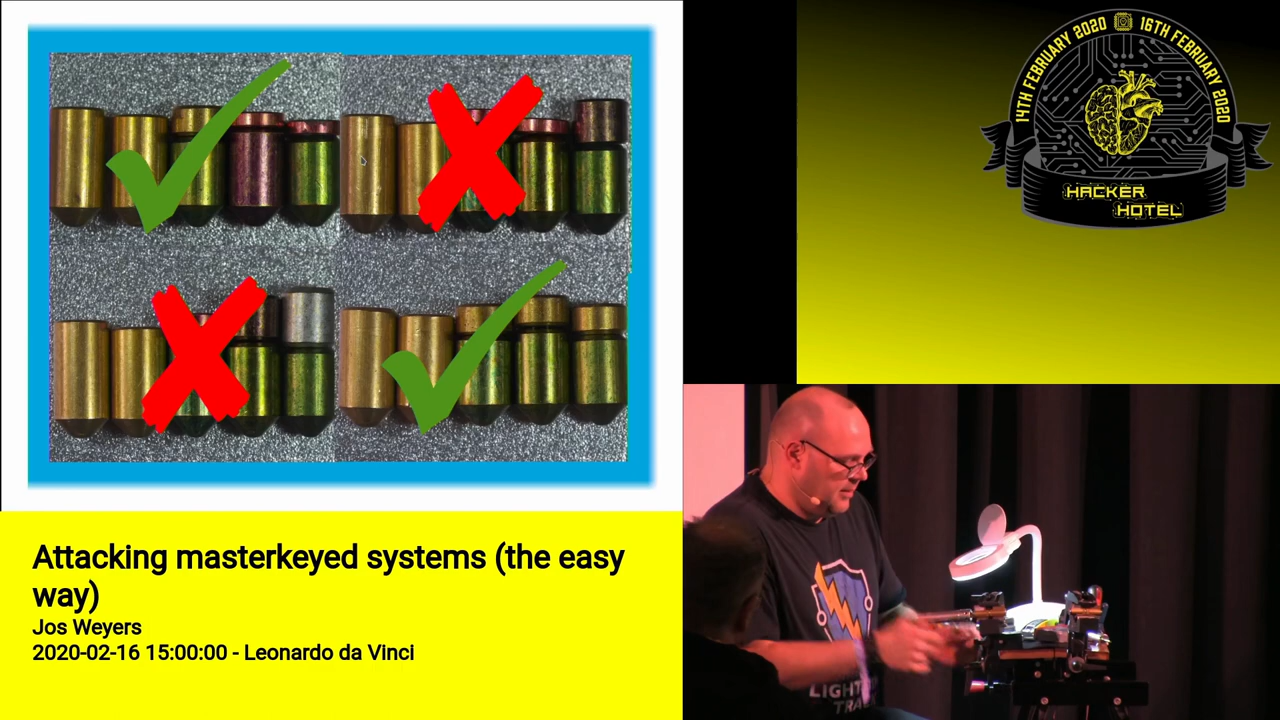 14TH FEBRUARY 2020 16TH FEBRUARY 2020
HACKER
HOTEL
Attacking masterkeyed systems (the easy
way)
Jos Weyers
2020-02-16 15:00:00 - Leonardo da Vinci